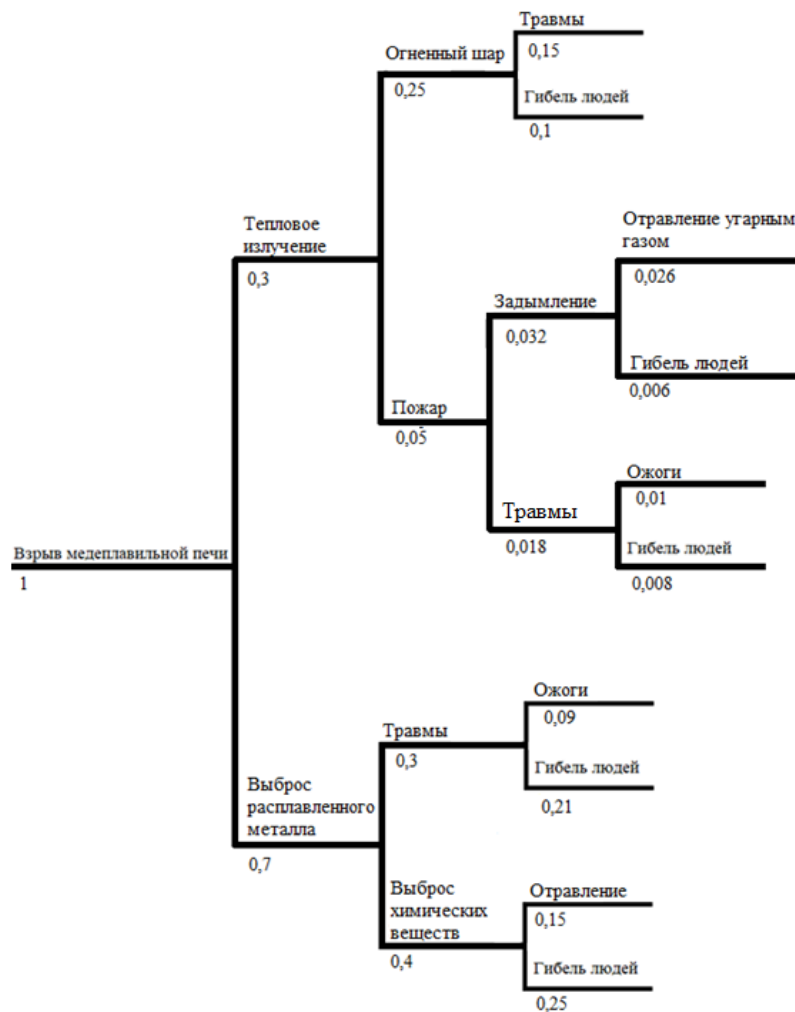 Травмы
0,15
Огненный шар
0,25
Гибель людей
0,1
Тепловое
излучение
0,3
Отравление угарным
газом
0,026
Задымление
0,032
Гибель людей
0,006
Пожар
0,05
Ожоги
0,01
Травмы
0,018
Гибель людей
0,008
Взрыв медеплавильной печи
1
Ожоги
0,09
Травмы
0,3
Гибель людей
0,21
Выброс
расплавленного
металла
0,7
Выброс
химических
веществ
0,4
Отравление
0,15
Гибель людей
0,25